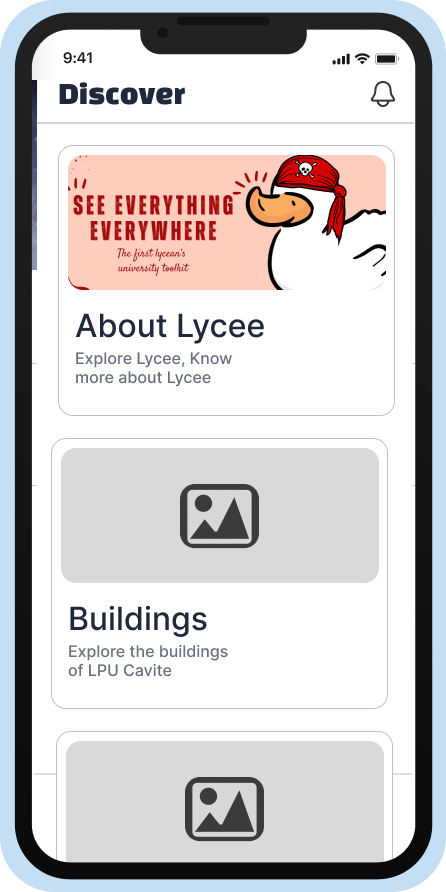 9:41
Discover
SEE EVERYTHING
EVERYWHERE
The first lycean's
university toolkit
About Lycee
Explore Lycee, Know
more about Lycee
Buildings
Explore the buildings
of LPU Cavite